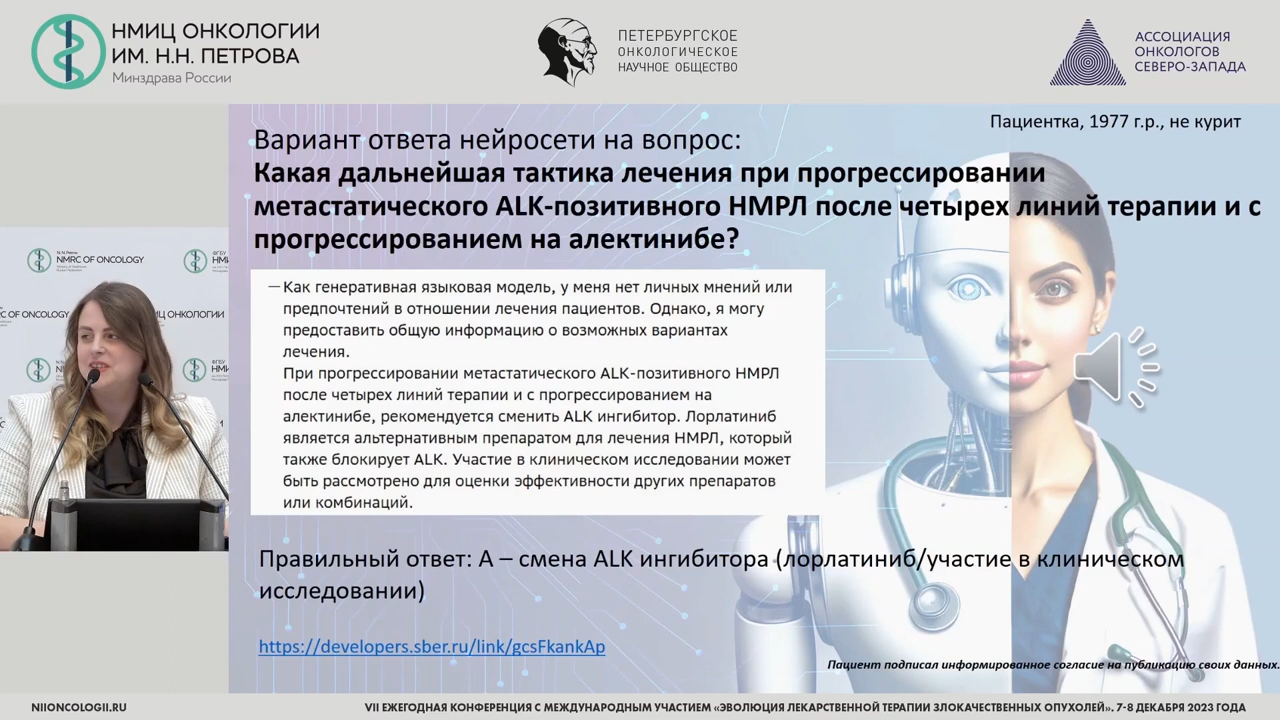 НМИЦ ОНКОЛОГИИ
ИМ. Н.Н. ПЕТРОВА
Минздрава России
ПЕТЕРБУРГСКОЕ
ОНКОЛОГИЧЕСКОЕ
НАУЧНОЕ ОБЩЕСТВО
АССОЦИАЦИЯ
ОНКОЛОГОВ
СЕВЕРО-ЗАПАДА
Пациентка, 1977 г.р., не курит
Вариант ответа нейросети на вопрос:
Какая дальнейшая тактика лечения при прогрессировании
метастатического ALK-позитивного НМРЛ после четырех линий терапии и с
прогрессированием на алектинибе?
— Как генеративная языковая модель, у меня нет личных мнений или
предпочтений в отношении лечения пациентов. Однако, я могу
предоставить общую информацию о возможных вариантах
лечения.
При прогрессировании метастатического ALK-позитивного НМРЛ
после четырех линий терапии и с прогрессированием на
алектинибе, рекомендуется сменить ALK ингибитор. Лорлатиниб
является альтернативным препаратом для лечения НМРЛ, который
также блокирует ALK. Участие в клиническом исследовании может
быть рассмотрено для оценки эффективности других препаратов
или комбинаций.
Правильный ответ: А – смена ALK ингибитора (лорлатиниб/участие в клиническом
исследовании)
https://developers.sber.ru/link/gcsFkankAp
Пациент подписал информированное согласие на публикацию своих данных.
NMRC OF ONCOLOGY
NIIONCOLOGII.RU
VII ЕЖЕГОДНАЯ КОНФЕРЕНЦИЯ С МЕЖДУНАРОДНЫМ УЧАСТИЕМ «ЭВОЛЮЦИЯ ЛЕКАРСТВЕННОЙ ТЕРАПИИ ЗЛОКАЧЕСТВЕННЫХ ОПУХОЛЕЙ». 7-8 ДЕКАБРЯ 2023 ГОДА